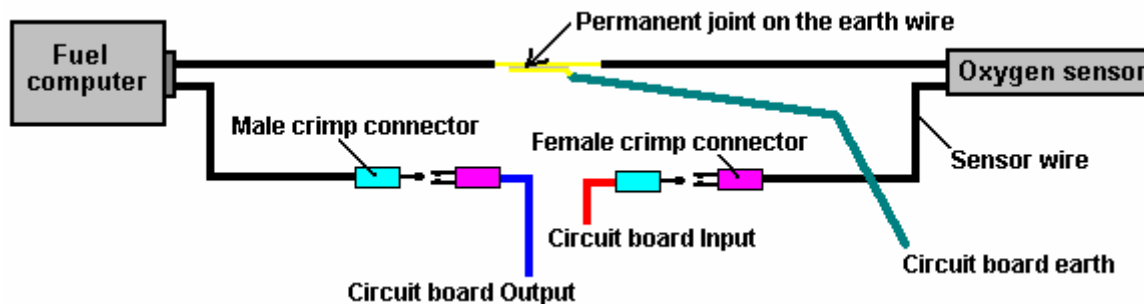 Permanent joint on the earth wire
Fuel
computer
Oxygen sensor
Male crimp connector
Female crimp connector
Sensor wire
Circuit board Input
Circuit board earth
Circuit board Output